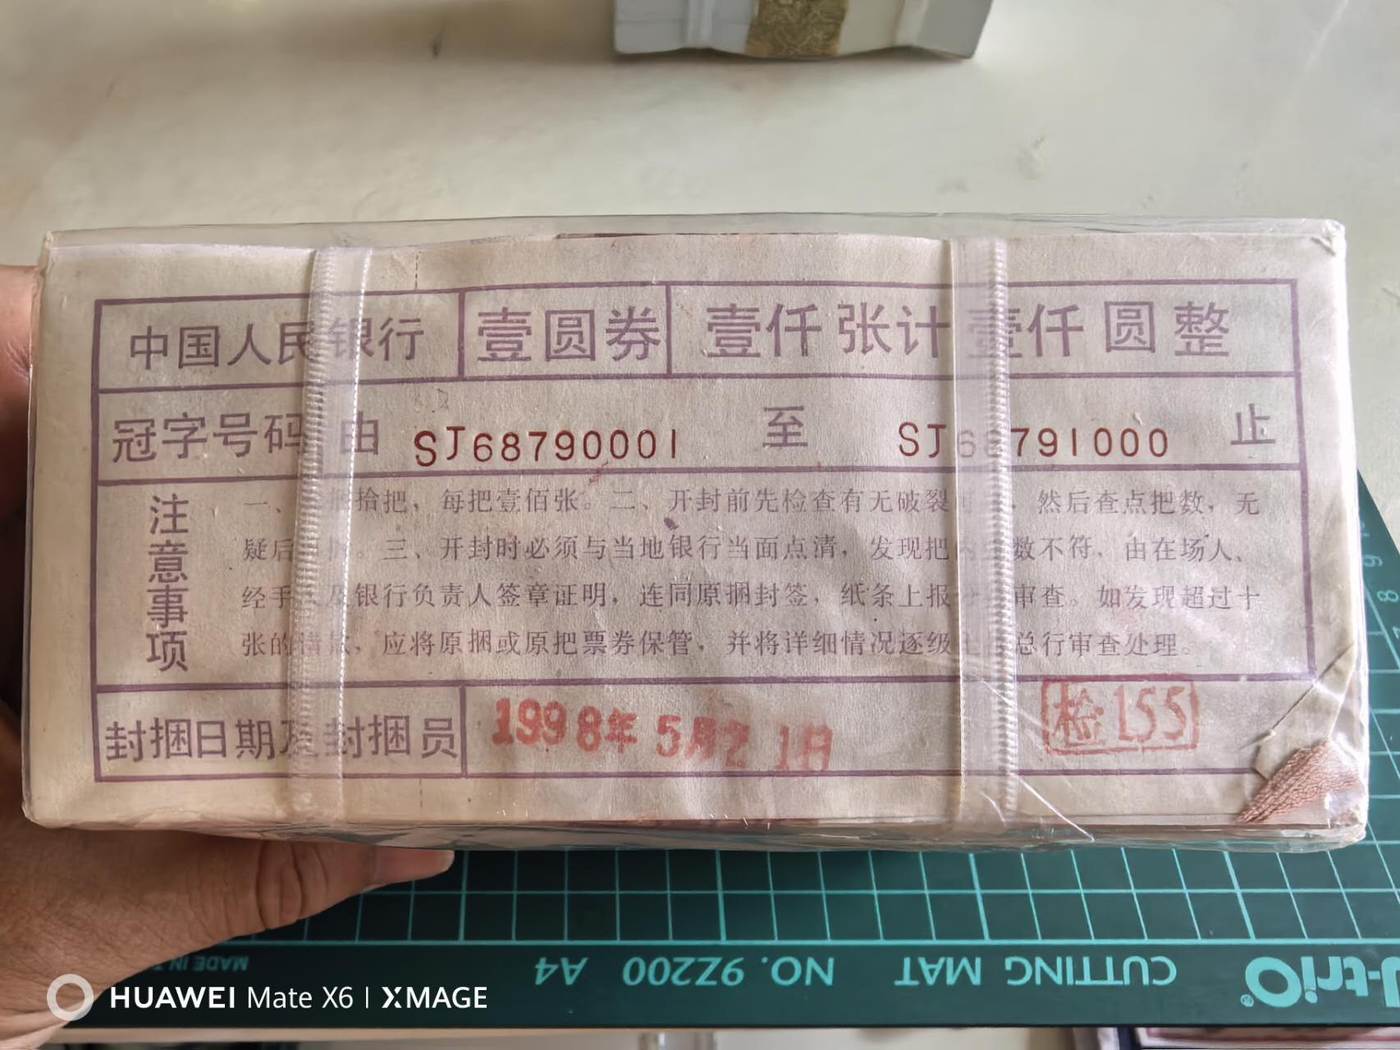 中国人民银行 壹圆券 壹仟张计壹仟圆整
冠字号码由 SJ68790001 至 SJ68791000 止
注意事项
一、 拾把，每把壹佰张。二、开封前先检查有无破裂 ，然后查点把数，无
疑后 。三、开封时必须与当地银行当面点清，发现把 数不符，由在场人、
经手 及银行负责人签章证明，连同原捆封签，纸条上报 审查。如发现超过十
张的 ，应将原捆或原把票券保管，并将详细情况逐级 总行审查处理。
封捆日期及封捆员 1998年5月21日 检155
HUAWEI Mate X6 | XMAGE
MADE IN
A4 NO. 9Z200 CUTTING MAT
-triO®